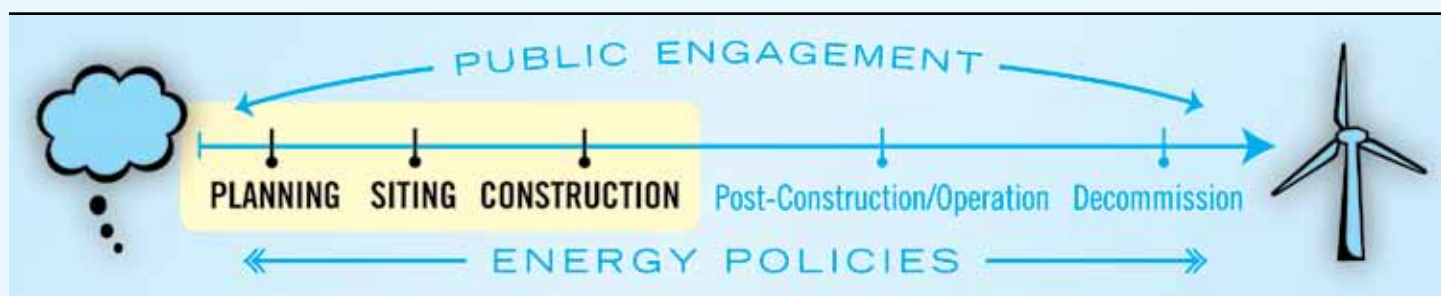 PUBLIC ENGAGEMENT
PLANNING SITING CONSTRUCTION Post-Construction/Operation Decommission
ENERGY POLICIES